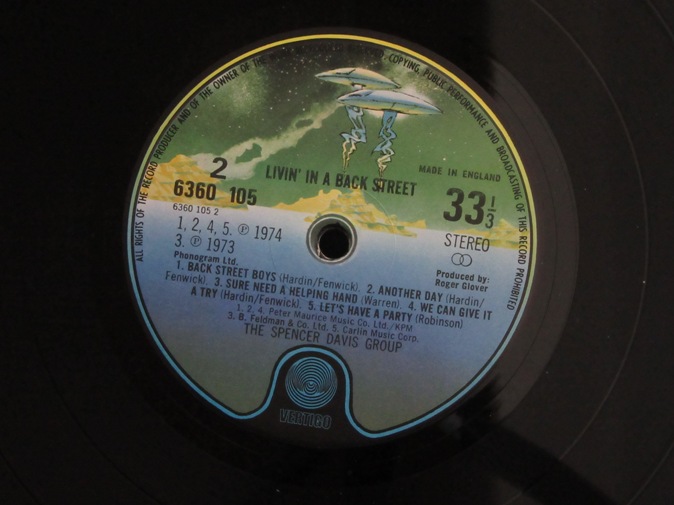 ALL RIGHTS OF THE RECORD PRODUCER AND OF THE OWNER OF THE
COPYING, PUBLIC PERFORMANCE AND BROADCASTING OF THIS RECORD PROHIBITED
LIVIN' IN A BACK STREET
MADE IN ENGLAND
2
6360 105
6360 105 2
33 1/3
1, 2, 4, 5. ℗ 1974
3. ℗ 1973
STEREO
Phonogram Ltd.
Produced by:
Roger Glover
1. BACK STREET BOYS (Hardin/Fenwick). 2. ANOTHER DAY (Hardin/
Fenwick). 3. SURE NEED A HELPING HAND (Warren). 4. WE CAN GIVE IT
A TRY (Hardin/Fenwick). 5. LET'S HAVE A PARTY (Robinson)
1, 2, 4. Peter Maurice Music Co. Ltd./KPM
3. B. Feldman & Co. Ltd. 5. Carlin Music Corp.
THE SPENCER DAVIS GROUP
VERTIGO